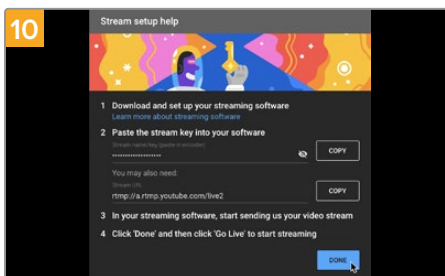 10
Stream setup help
1 Download and set up your streaming software
Learn more about streaming software
2 Paste the stream key into your software
Stream name/key (paste in encoder)
••••••••••••••••••••
COPY
You may also need:
Stream URL
rtmp://a.rtmp.youtube.com/live2
COPY
3 In your streaming software, start sending us your video stream
4 Click 'Done' and then click 'Go Live' to start streaming
DONE